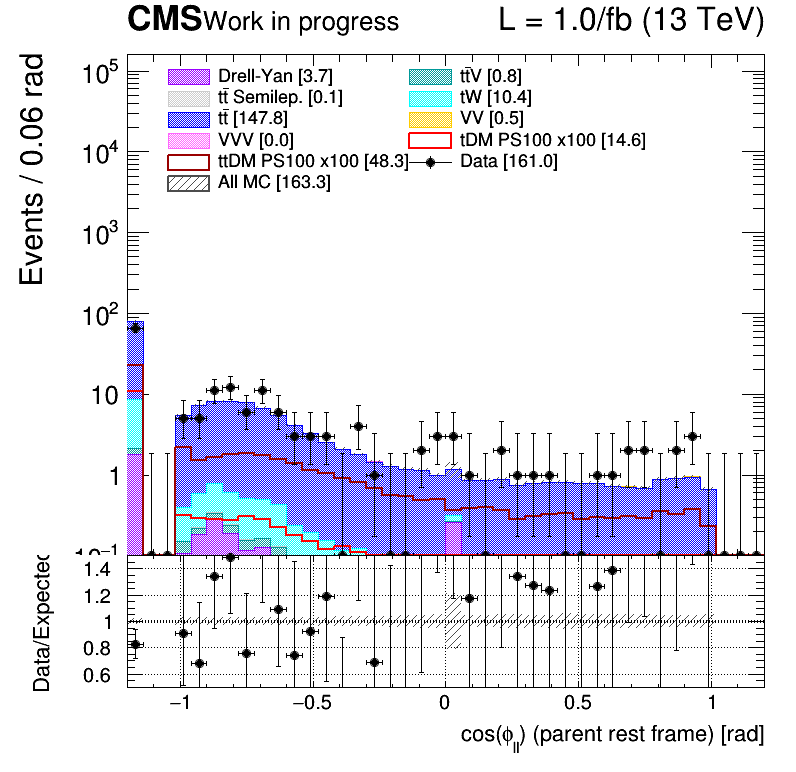 CMS Work in progress L = 1.0/fb (13 TeV)
Events / 0.06 rad
10⁵
10⁴
10³
10²
10
1
10⁻¹
Drell-Yan [3.7]
tt̄ Semilep. [0.1]
tt̄ [147.8]
VVV [0.0]
ttDM PS100 x100 [48.3]
All MC [163.3]
tt̄V [0.8]
tW [10.4]
VV [0.5]
tDM PS100 x100 [14.6]
Data [161.0]
Data/Expected
1.4
1.2
1
0.8
0.6
−1 −0.5 0 0.5 1
cos(ϕ_ll) (parent rest frame) [rad]